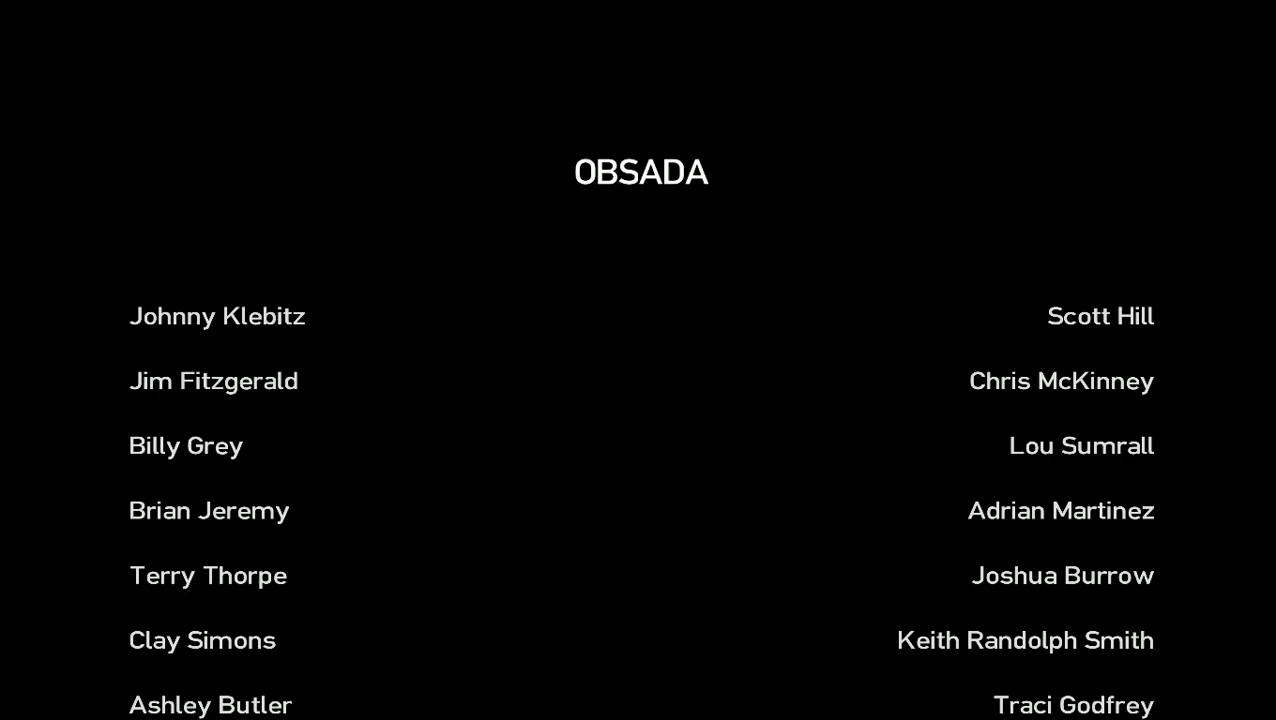 OBSADA
Johnny Klebitz Scott Hill
Jim Fitzgerald Chris McKinney
Billy Grey Lou Sumrall
Brian Jeremy Adrian Martinez
Terry Thorpe Joshua Burrow
Clay Simons Keith Randolph Smith
Ashley Butler Traci Godfrey